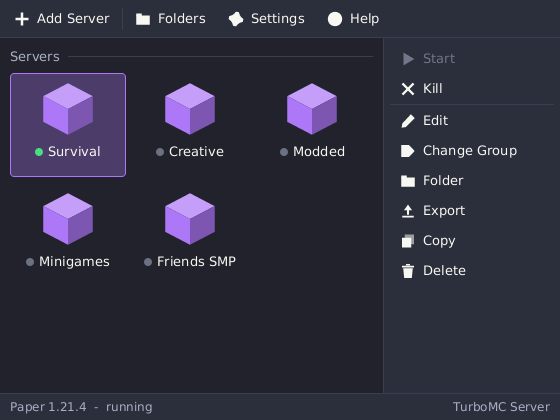 Add Server
Folders
Settings
Help
Servers
Survival
Creative
Modded
Minigames
Friends SMP
Start
Kill
Edit
Change Group
Folder
Export
Copy
Delete
Paper 1.21.4 - running
TurboMC Server